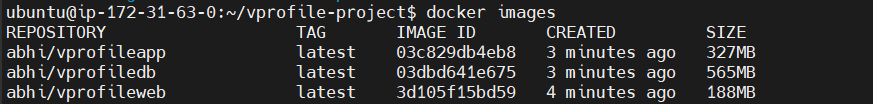 ubuntu@ip-172-31-63-0:~/vprofile-project$ docker images
REPOSITORY TAG IMAGE ID CREATED SIZE
abhi/vprofileapp latest 03c829db4eb8 3 minutes ago 327MB
abhi/vprofiledb latest 03dbd641e675 3 minutes ago 565MB
abhi/vprofileweb latest 3d105f15bd59 4 minutes ago 188MB